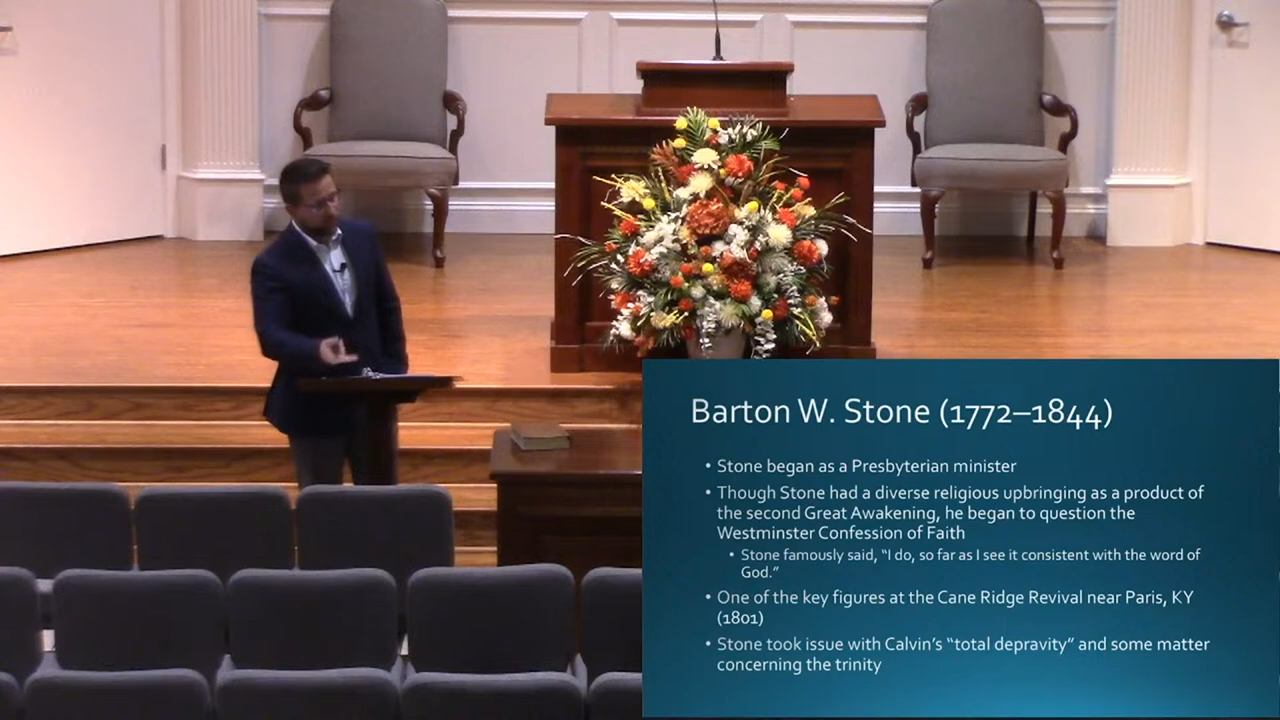 Barton W. Stone (1772–1844)
• Stone began as a Presbyterian minister
• Though Stone had a diverse religious upbringing as a product of
the second Great Awakening, he began to question the
Westminster Confession of Faith
• Stone famously said, "I do, so far as I see it consistent with the word of
God."
• One of the key figures at the Cane Ridge Revival near Paris, KY
(1801)
• Stone took issue with Calvin's "total depravity" and some matter
concerning the trinity